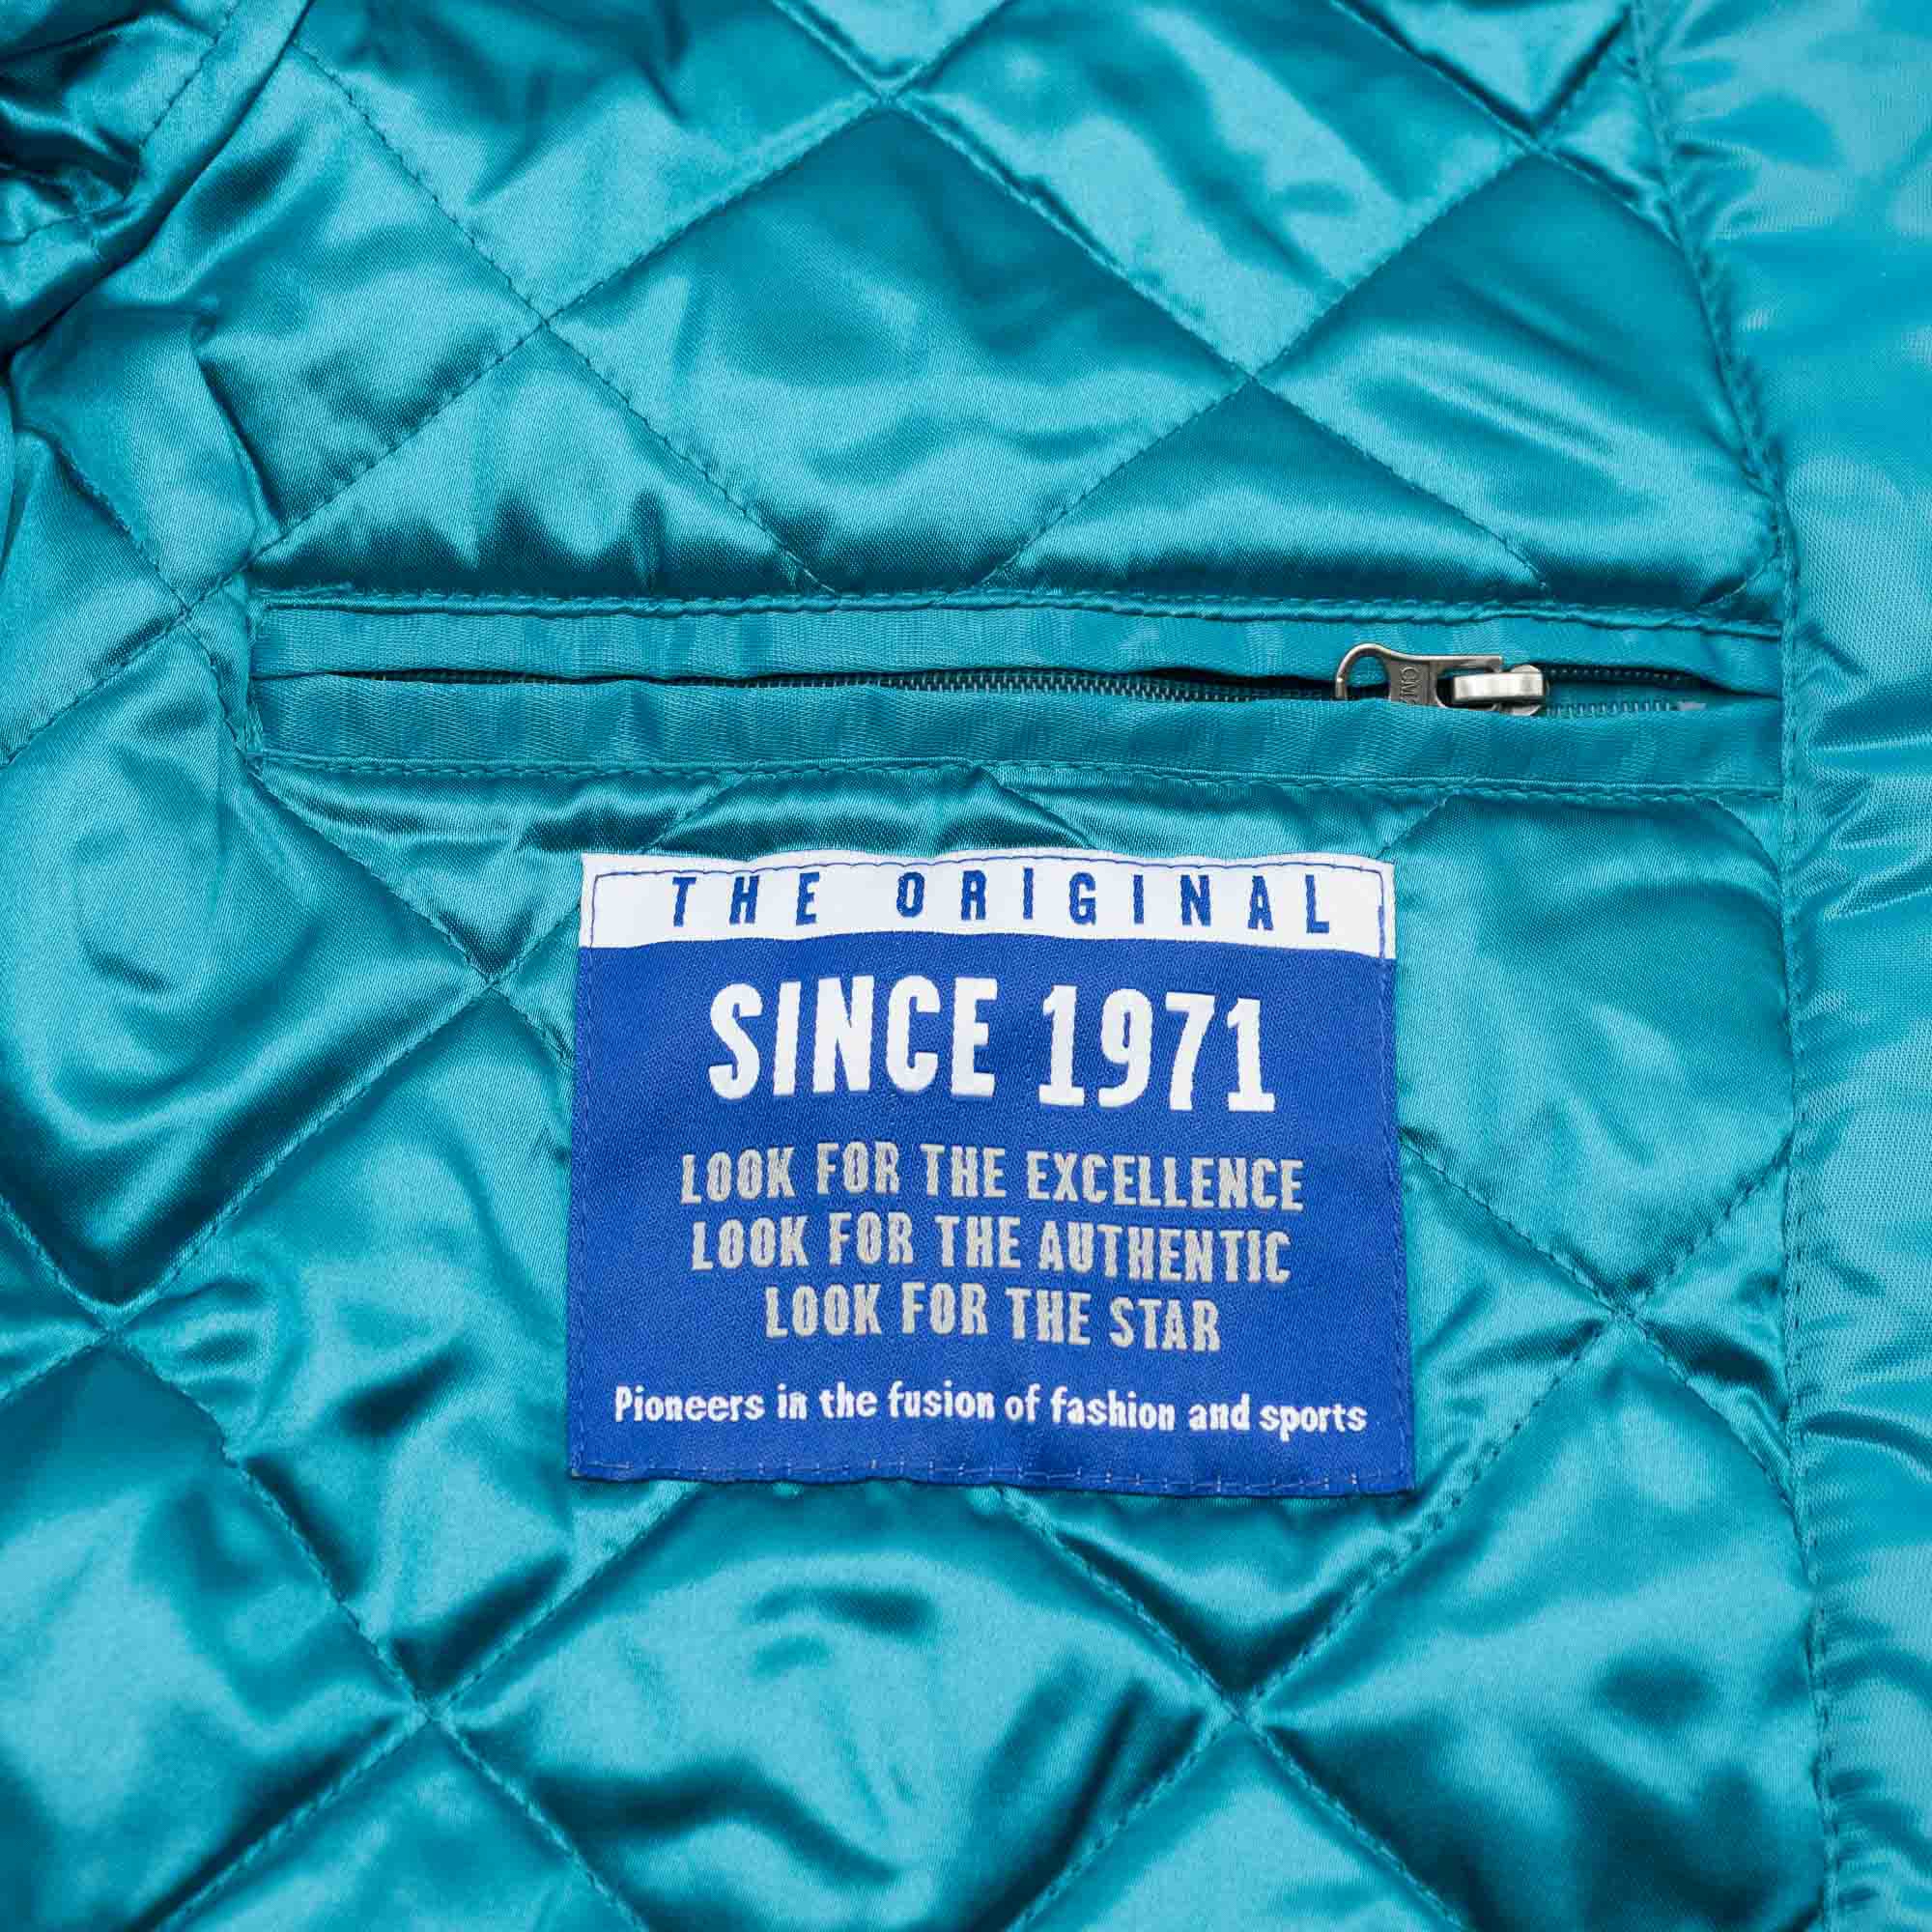 THE ORIGINAL
SINCE 1971
LOOK FOR THE EXCELLENCE
LOOK FOR THE AUTHENTIC
LOOK FOR THE STAR
Pioneers in the fusion of fashion and sports